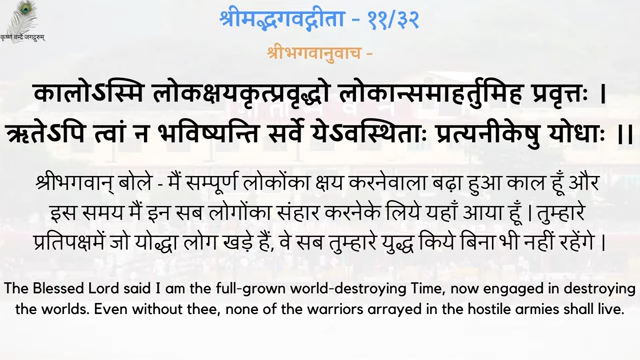 श्रीमद्भगवद्गीता - ११/३२
कृष्णं वन्दे जगद्गुरुम्
श्रीभगवानुवाच -
कालोऽस्मि लोकक्षयकृत्प्रवृद्धो लोकान्समाहर्तुमिह प्रवृत्तः |
ऋतेऽपि त्वां न भविष्यन्ति सर्वे येऽवस्थिताः प्रत्यनीकेषु योधाः ||
श्रीभगवान् बोले - मैं सम्पूर्ण लोकोंका क्षय करनेवाला बढ़ा हुआ काल हूँ और
इस समय मैं इन सब लोगोंका संहार करनेके लिये यहाँ आया हूँ | तुम्हारे
प्रतिपक्षमें जो योद्धा लोग खड़े हैं, वे सब तुम्हारे युद्ध किये बिना भी नहीं रहेंगे |
The Blessed Lord said I am the full-grown world-destroying Time, now engaged in destroying
the worlds. Even without thee, none of the warriors arrayed in the hostile armies shall live.